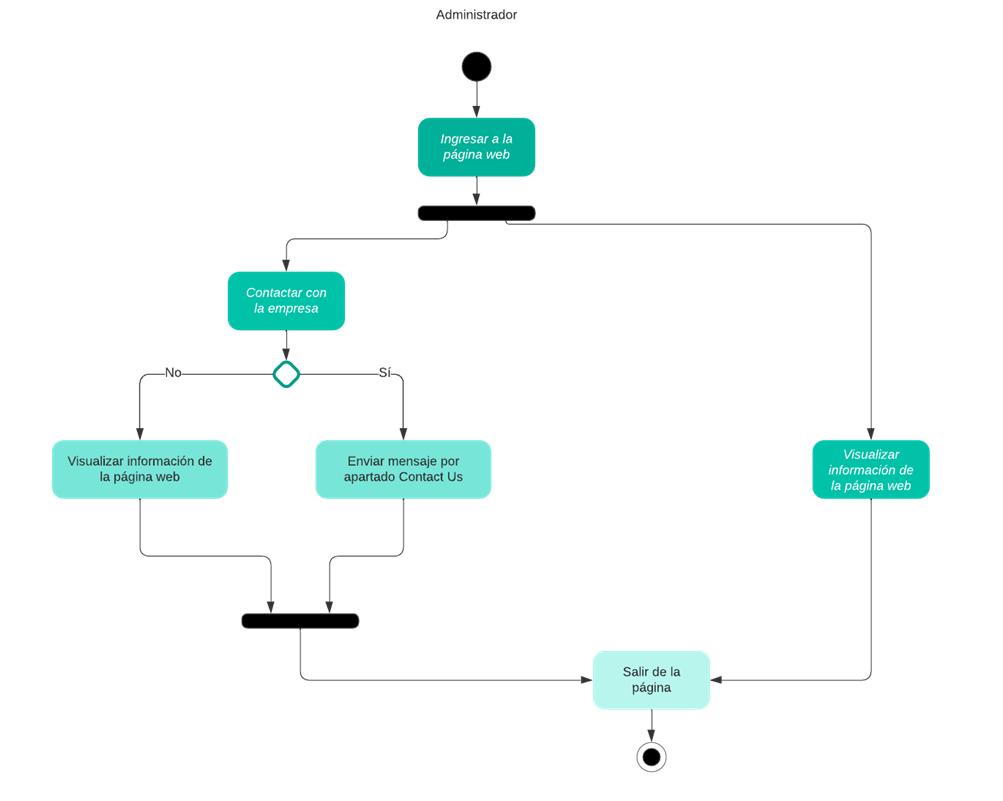 Administrador
Ingresar a la
página web
Contactar con
la empresa
No
Sí
Visualizar información de
la página web
Enviar mensaje por
apartado Contact Us
Visualizar
información de
la página web
Salir de la
página